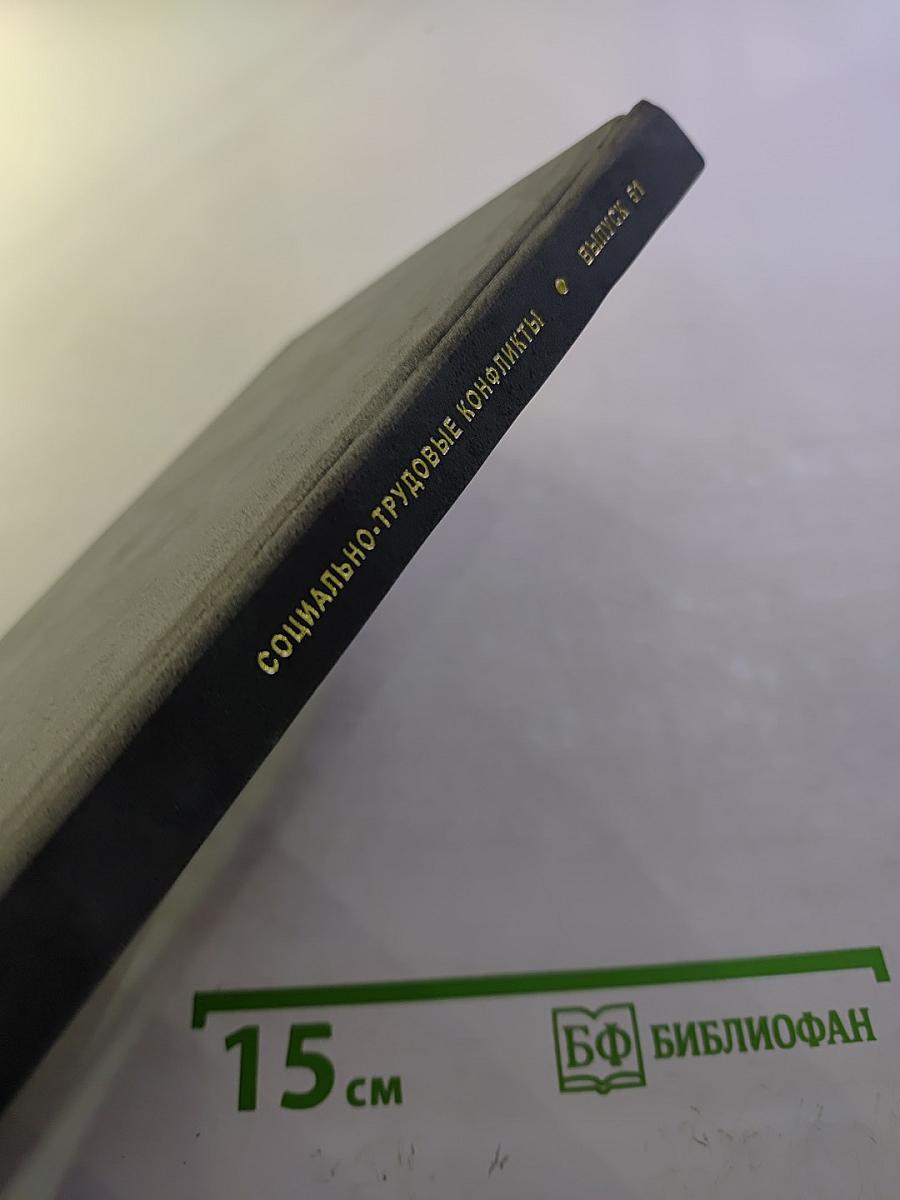 СОЦИАЛЬНО-ТРУДОВЫЕ КОНФЛИКТЫ • ВЫПУСК
15 см
БФ БИБЛИОФАН